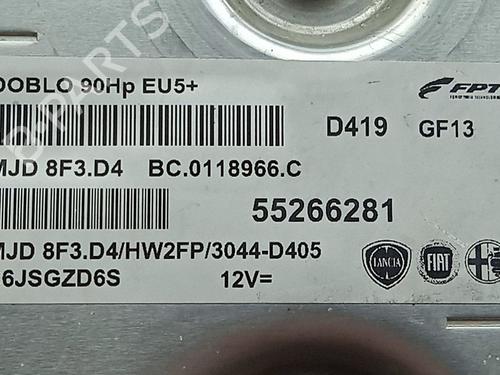 DOBLO 90Hp EU5+
FPT
D419 GF13
MJD 8F3.D4 BC.0118966.C
55266281
MJD 8F3.D4/HW2FP/3044-D405
6JSGZD6S 12V=
LANCIA FIAT
B-PARTS